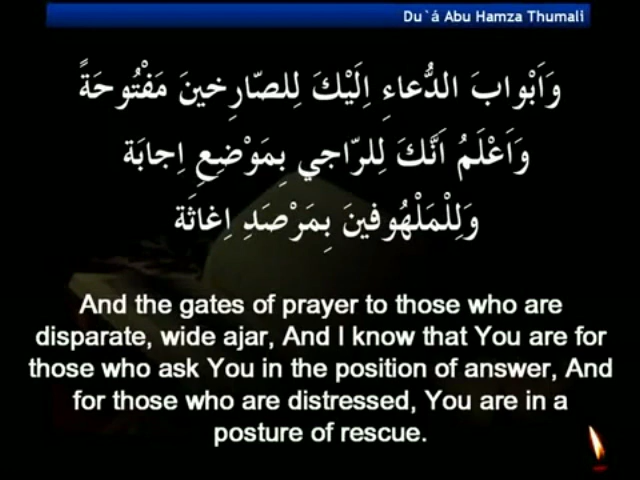 Du`á Abu Hamza Thumali
وَاَبْوابَ الدُّعاءِ اِلَيْكَ لِلصّارِخينَ مَفْتُوحَةً
وَاَعْلَمُ اَنَّكَ لِلرّاجي بِمَوْضِعِ اِجابَة
وَلِلْمَلْهُوفينَ بِمَرْصَدِ اِغاثَة
And the gates of prayer to those who are
disparate, wide ajar, And I know that You are for
those who ask You in the position of answer, And
for those who are distressed, You are in a
posture of rescue.